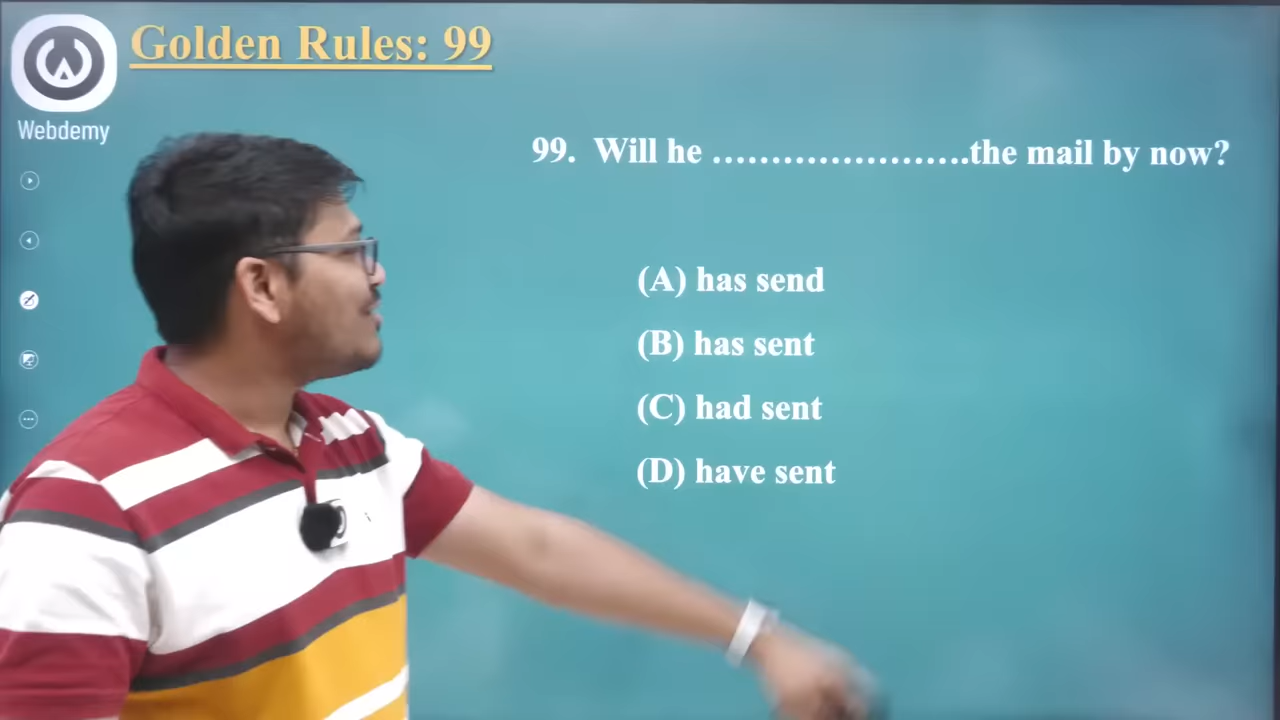 Golden Rules: 99
Webdemy
99. Will he ......................the mail by now?
(A) has send
(B) has sent
(C) had sent
(D) have sent